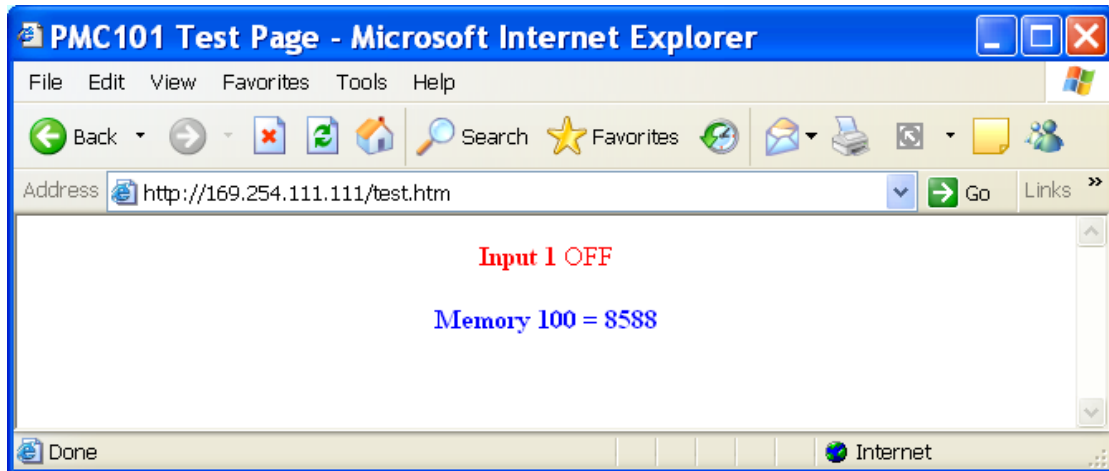 PMC101 Test Page - Microsoft Internet Explorer
File Edit View Favorites Tools Help
Back Search Favorites
Address http://169.254.111.111/test.htm Go Links »
Input 1 OFF
Memory 100 = 8588
Done Internet